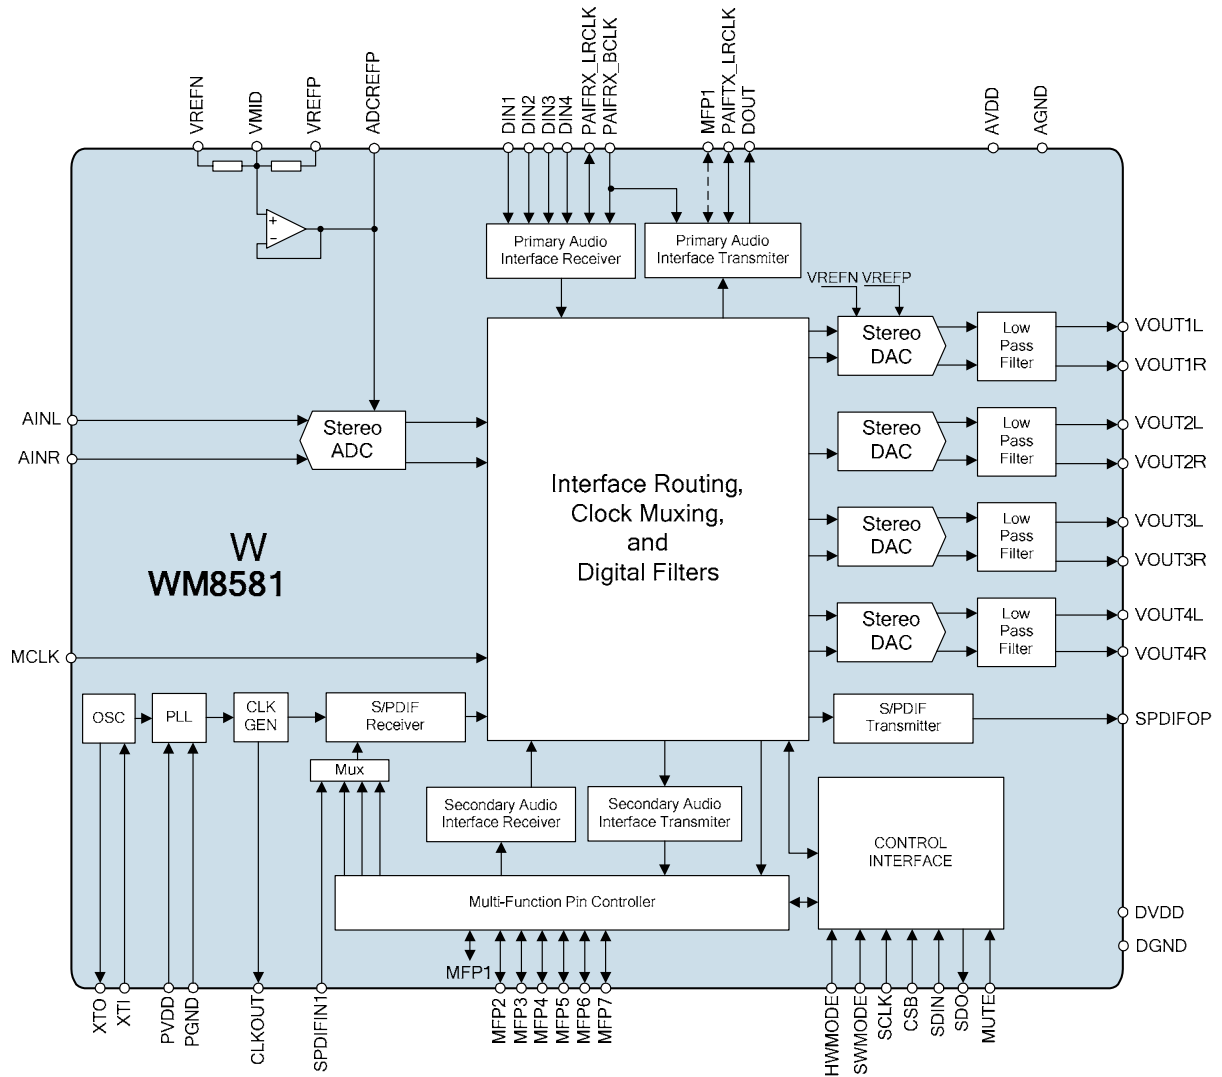 VREFN
VMID
VREFP
ADCREFP
DIN1
DIN2
DIN3
DIN4
PAIFRX_LRCLK
PAIFRX_BCLK
MFP1
PAIFTX_LRCLK
DOUT
AVDD
AGND
+
−
Primary Audio
Interface Receiver
Primary Audio
Interface Transmiter
VREFN VREFP
Stereo
DAC
Low
Pass
Filter
VOUT1L
VOUT1R
AINL
AINR
Stereo
ADC
Stereo
DAC
Low
Pass
Filter
VOUT2L
VOUT2R
Interface Routing,
Clock Muxing,
and
Digital Filters
Stereo
DAC
Low
Pass
Filter
VOUT3L
VOUT3R
W
WM8581
Stereo
DAC
Low
Pass
Filter
VOUT4L
VOUT4R
MCLK
OSC
PLL
CLK
GEN
S/PDIF
Receiver
S/PDIF
Transmitter
SPDIFOP
Mux
Secondary Audio
Interface Receiver
Secondary Audio
Interface Transmiter
CONTROL
INTERFACE
Multi-Function Pin Controller
DVDD
DGND
MFP1
XTO
XTI
PVDD
PGND
CLKOUT
SPDIFIN1
MFP2
MFP3
MFP4
MFP5
MFP6
MFP7
HWMODE
SWMODE
SCLK
CSB
SDIN
SDO
MUTE